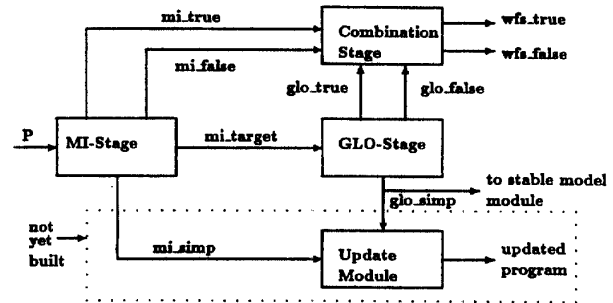 mi_true
Combination
Stage
wfs_true
wfs_false
mi_false
glo_true
glo_false
P
MI-Stage
mi_target
GLO-Stage
to stable model
module
glo_simp
not
yet
built
mi_simp
Update
Module
updated
program